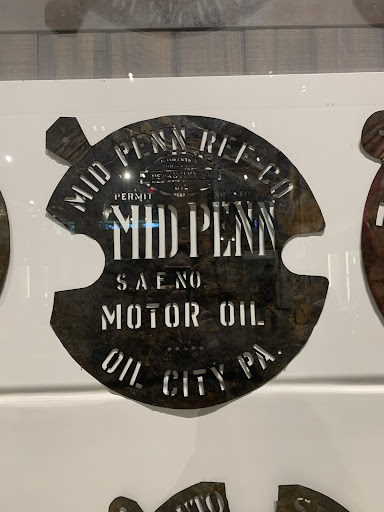 MID PENN REF. CO.
PERMIT
MID PENN
S.A.E NO
MOTOR OIL
OIL CITY PA.